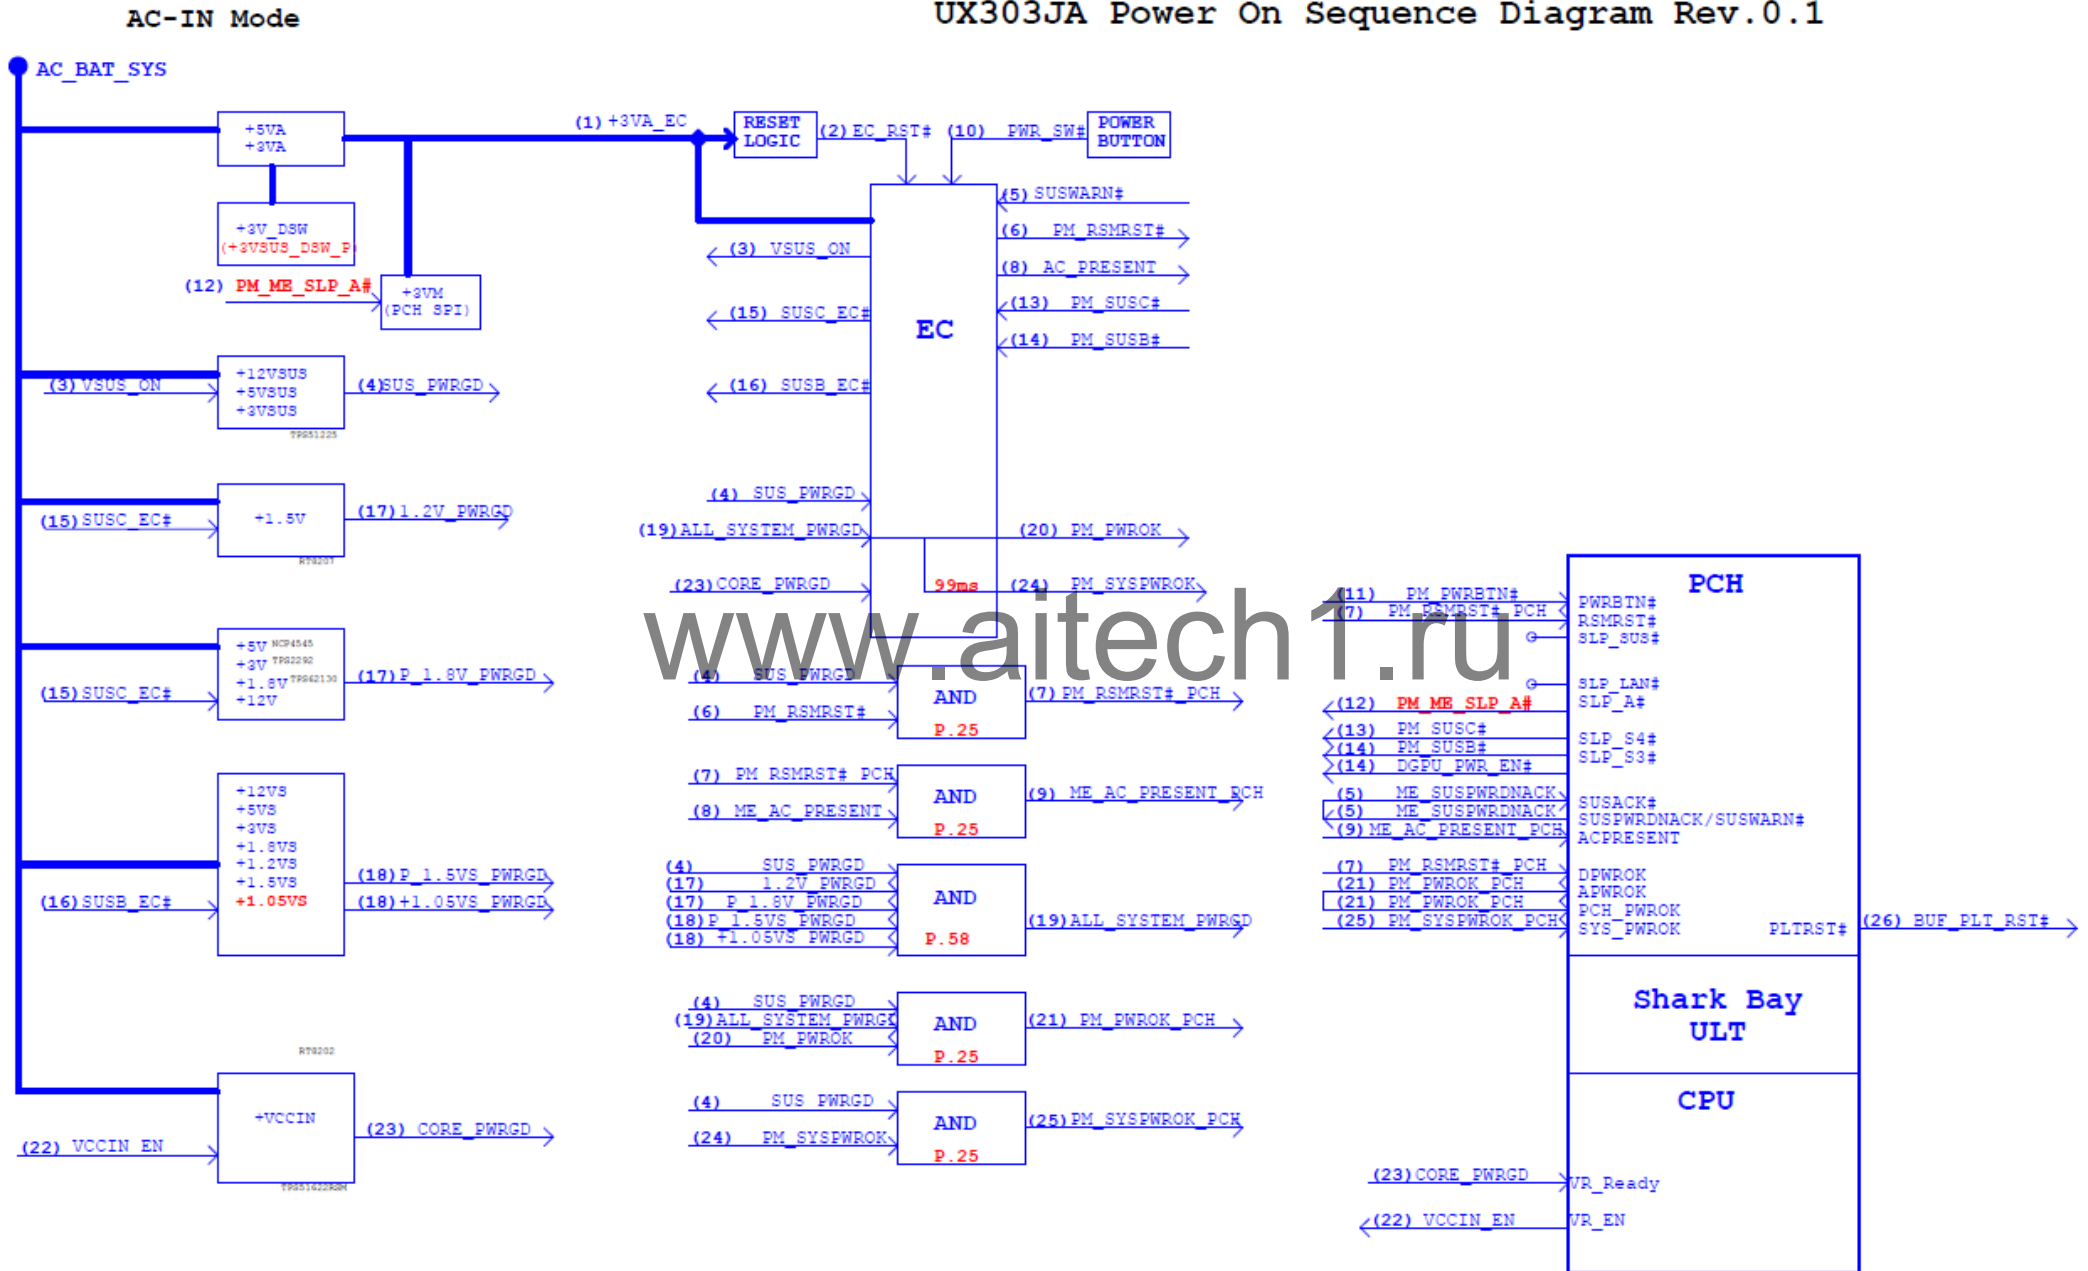 AC-IN Mode
UX303JA Power On Sequence Diagram Rev.0.1
AC_BAT_SYS
+5VA
+3VA
+3V_DSW
(+3VSUS_DSW_P)
(12) PM_ME_SLP_A#
+3VM
(PCH SPI)
(3) VSUS_ON
+12VSUS
+5VSUS
+3VSUS
(4) SUS_PWRGD
TPS51225
(15) SUSC_EC#
+1.5V
(17) 1.2V_PWRGD
RT8207
(15) SUSC_EC#
+5V NCP4545
+3V TPS2292
+1.8V TPS62130
+12V
(17) P_1.8V_PWRGD
+12VS
+5VS
+3VS
+1.8VS
+1.2VS
+1.5VS
+1.05VS
(16) SUSB_EC#
(18) P_1.5VS_PWRGD
(18) +1.05VS_PWRGD
RT8202
+VCCIN
(22) VCCIN_EN
(23) CORE_PWRGD
TPS51622RSM
(1) +3VA_EC
RESET
LOGIC
(2) EC_RST#
(10) PWR_SW#
POWER
BUTTON
EC
(3) VSUS_ON
(15) SUSC_EC#
(16) SUSB_EC#
(4) SUS_PWRGD
(19) ALL_SYSTEM_PWRGD
(23) CORE_PWRGD
99ms
(5) SUSWARN#
(6) PM_RSMRST#
(8) AC_PRESENT
(13) PM_SUSC#
(14) PM_SUSB#
(20) PM_PWROK
(24) PM_SYSPWROK
www.aitech1.ru
(4) SUS_PWRGD
(6) PM_RSMRST#
AND
P.25
(7) PM_RSMRST#_PCH
(7) PM_RSMRST#_PCH
(8) ME_AC_PRESENT
AND
P.25
(9) ME_AC_PRESENT_PCH
(4) SUS_PWRGD
(17) 1.2V_PWRGD
(17) P_1.8V_PWRGD
(18) P_1.5VS_PWRGD
(18) +1.05VS_PWRGD
AND
P.58
(19) ALL_SYSTEM_PWRGD
(4) SUS_PWRGD
(19) ALL_SYSTEM_PWRGD
(20) PM_PWROK
AND
P.25
(21) PM_PWROK_PCH
(4) SUS_PWRGD
(24) PM_SYSPWROK
AND
P.25
(25) PM_SYSPWROK_PCH
PCH
(11) PM_PWRBTN# PWRBTN#
(7) PM_RSMRST#_PCH RSMRST#
SLP_SUS#
SLP_LAN#
(12) PM_ME_SLP_A# SLP_A#
(13) PM_SUSC# SLP_S4#
(14) PM_SUSB# SLP_S3#
(14) DGPU_PWR_EN#
(5) ME_SUSPWRDNACK SUSACK#
(5) ME_SUSPWRDNACK SUSPWRDNACK/SUSWARN#
(9) ME_AC_PRESENT_PCH ACPRESENT
(7) PM_RSMRST#_PCH DPWROK
(21) PM_PWROK_PCH APWROK
(21) PM_PWROK_PCH PCH_PWROK
(25) PM_SYSPWROK_PCH SYS_PWROK
PLTRST# (26) BUF_PLT_RST#
Shark Bay
ULT
CPU
(23) CORE_PWRGD VR_Ready
(22) VCCIN_EN VR_EN